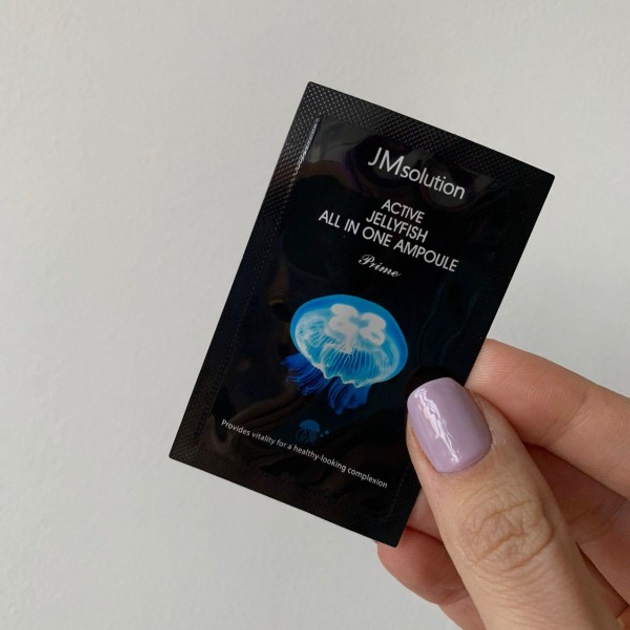 JMsolution
ACTIVE
JELLYFISH
ALL IN ONE AMPOULE
Prime
Provides vitality for a healthy-looking complexion